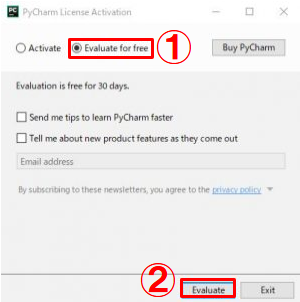 PC PyCharm License Activation
Activate Evaluate for free ① Buy PyCharm
Evaluation is free for 30 days.
Send me tips to learn PyCharm faster
Tell me about new product features as they come out
Email address
By subscribing to these newsletters, you agree to the privacy policy
② Evaluate Exit